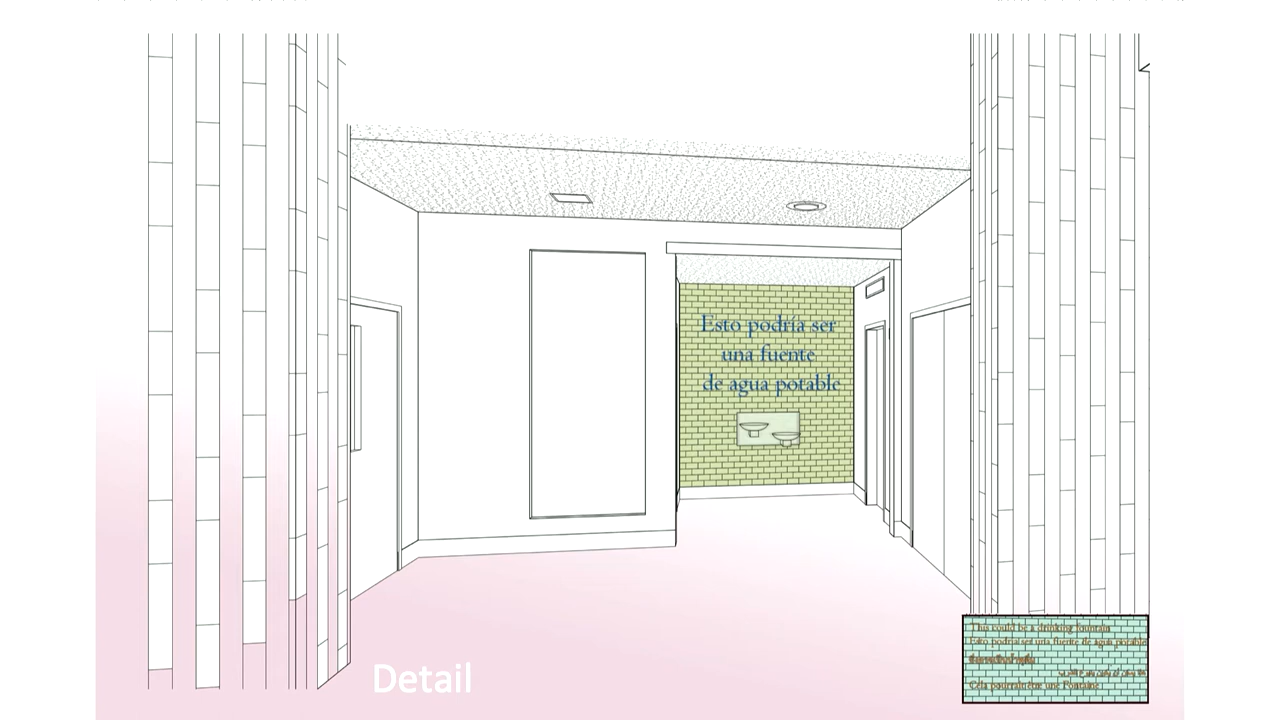 Esto podría ser
una fuente
de agua potable
Detail
This could be a drinking fountain
Esto podría ser una fuente de agua potable
Cela pourrait être une Fontaine